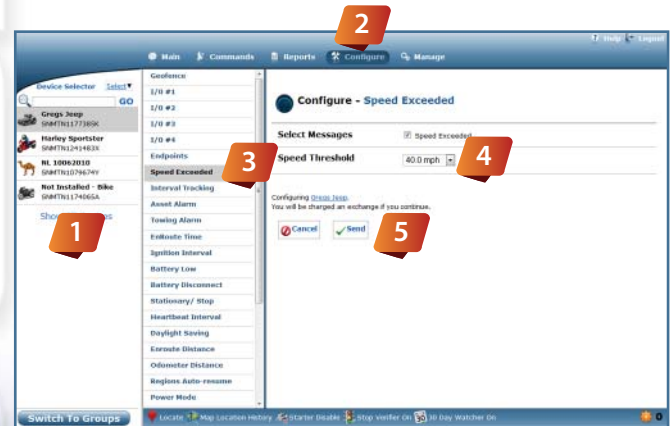 2
Help Logout
Main Commands Reports Configure Manage
Device Selector Select
GO
Gregs Jeep
Harley Sportster
SNMTN1241483X
NL 10062010
SNMTN1079674Y
Not Installed - Bike
SNMTN1174065A
1
Switch To Groups
Geofence
I/O #1
I/O #2
I/O #3
I/O #4
Endpoints
Speed Exceeded
3
Interval Tracking
Asset Alarm
Towing Alarm
EnRoute Time
Ignition Interval
Battery Low
Battery Disconnect
Stationary/ Stop
Heartbeat Interval
Daylight Saving
Enroute Distance
Odometer Distance
Regions Auto-resume
Power Mode
Configure - Speed Exceeded
Select Messages Speed Exceeded
Speed Threshold 40.0 mph
4
Configuring Gregs Jeep.
You will be charged an exchange if you continue.
Cancel Send
5
Locate Map Location History Starter Disable Stop Verifier On 30 Day Watcher On 0